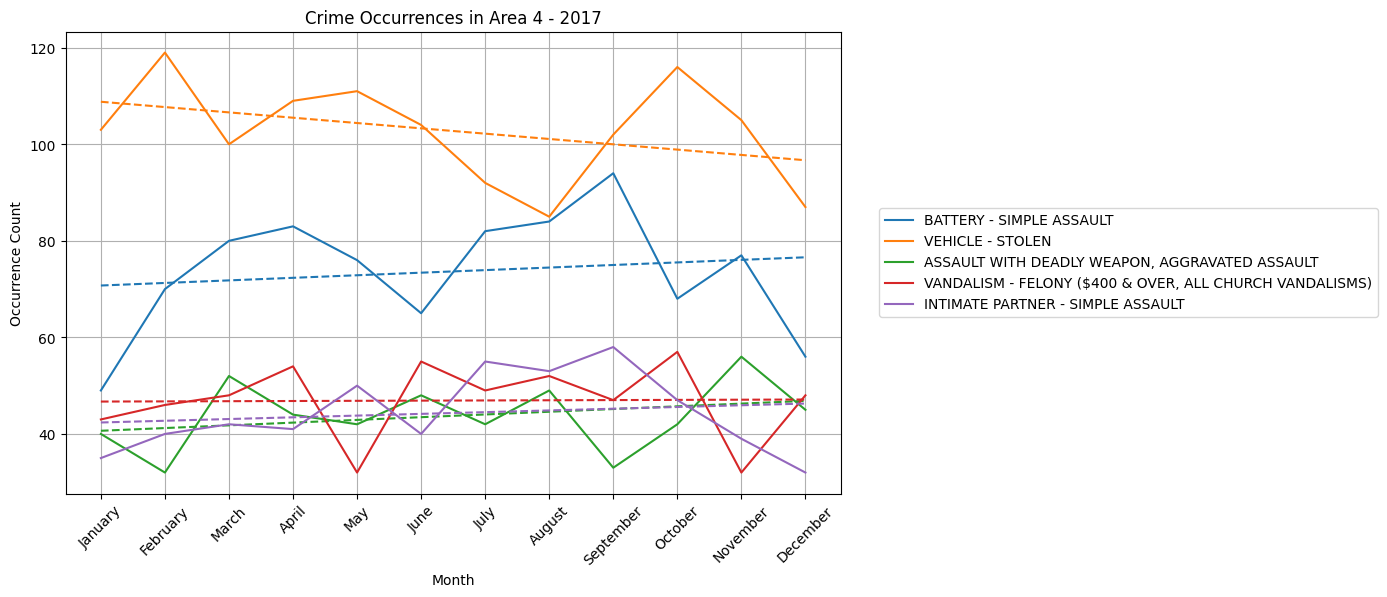 Crime Occurrences in Area 4 - 2017
Occurrence Count
120
100
80
60
40
January
February
March
April
May
June
July
August
September
October
November
December
Month
BATTERY - SIMPLE ASSAULT
VEHICLE - STOLEN
ASSAULT WITH DEADLY WEAPON, AGGRAVATED ASSAULT
VANDALISM - FELONY ($400 & OVER, ALL CHURCH VANDALISMS)
INTIMATE PARTNER - SIMPLE ASSAULT